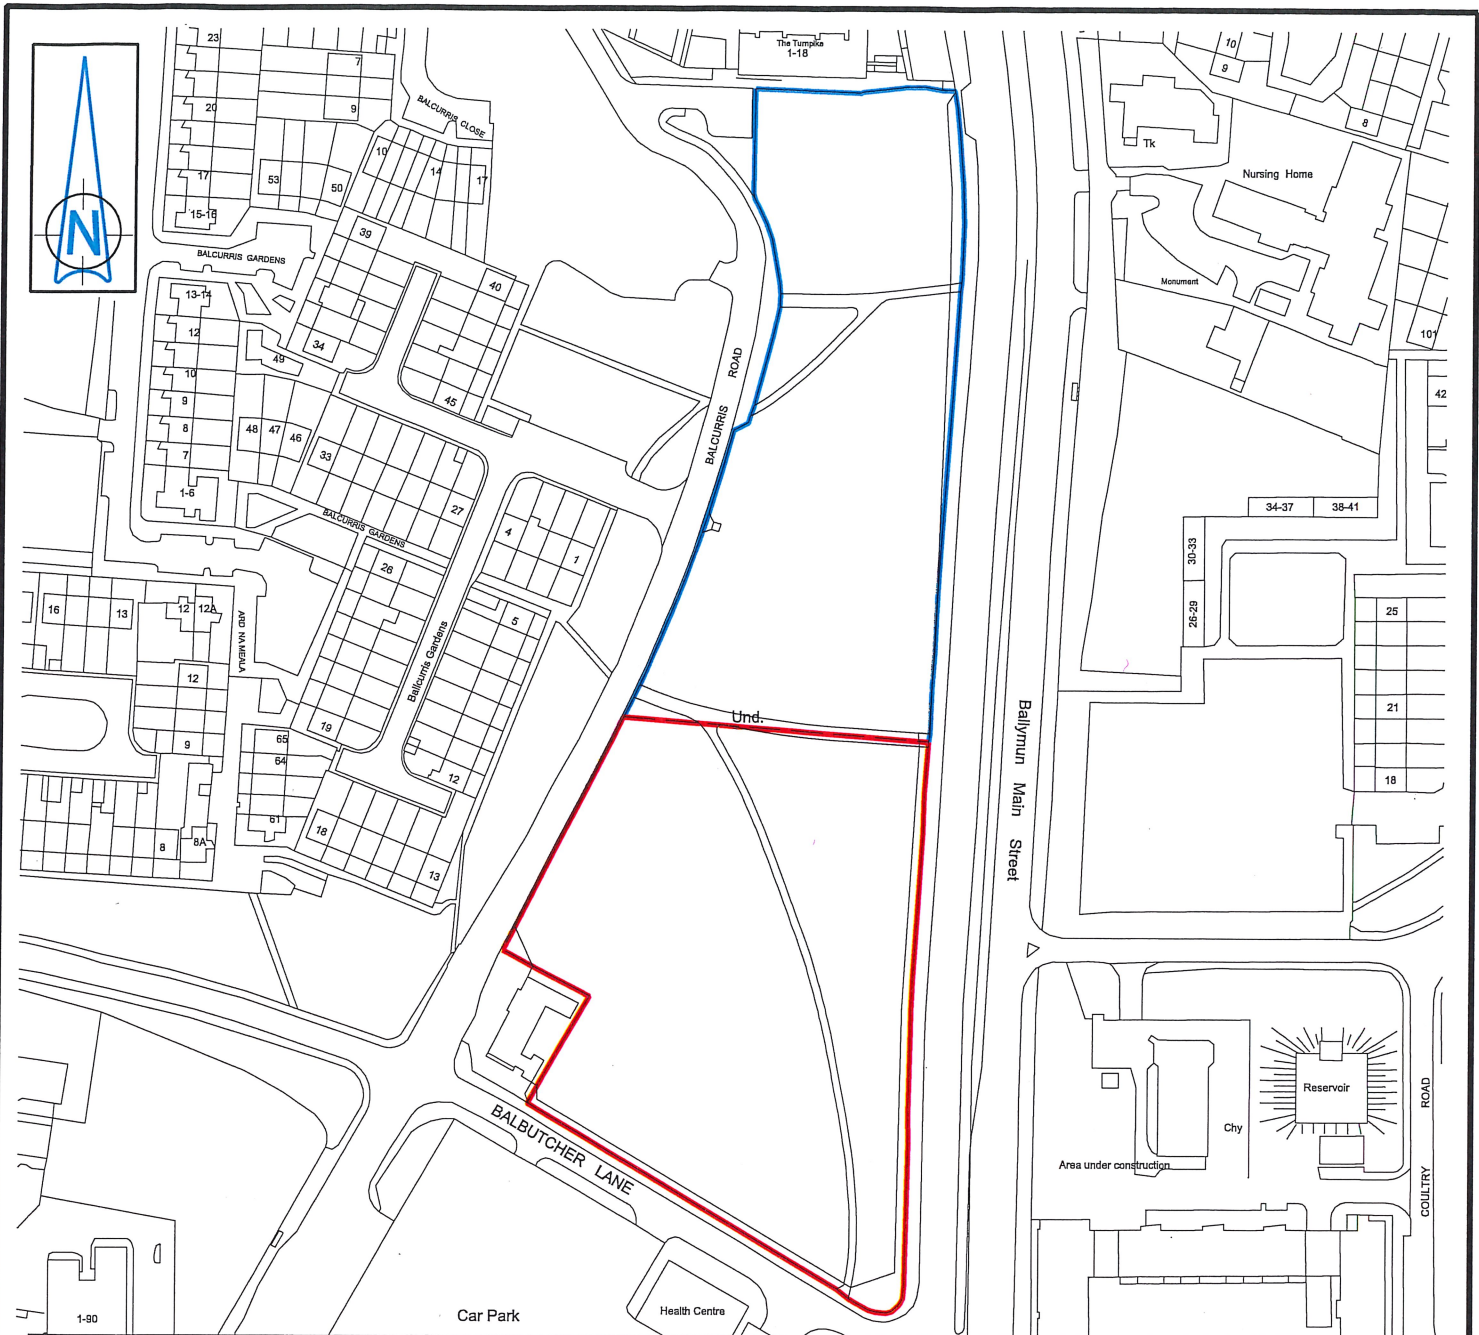 N
23
20
17
15-16
7
9
BALCURRIS CLOSE
10
14
17
53
50
39
40
34
45
BALCURRIS GARDENS
13-14
12
10
9
8
7
1-6
49
48
47
46
33
27
BALCURRIS GARDENS
26
4
1
5
16
13
12
12A
12
9
8
8A
ARD NA MEALA
65
64
61
19
18
13
12
Balcurris Gardens
The Turnpike
1-18
BALCURRIS ROAD
Und.
Ballymun Main Street
Tk
Nursing Home
Monument
10
9
8
101
42
34-37
38-41
30-33
26-29
25
21
18
Reservoir
Chy
Area under construction
COULTRY ROAD
BALBUTCHER LANE
Car Park
Health Centre
1-90